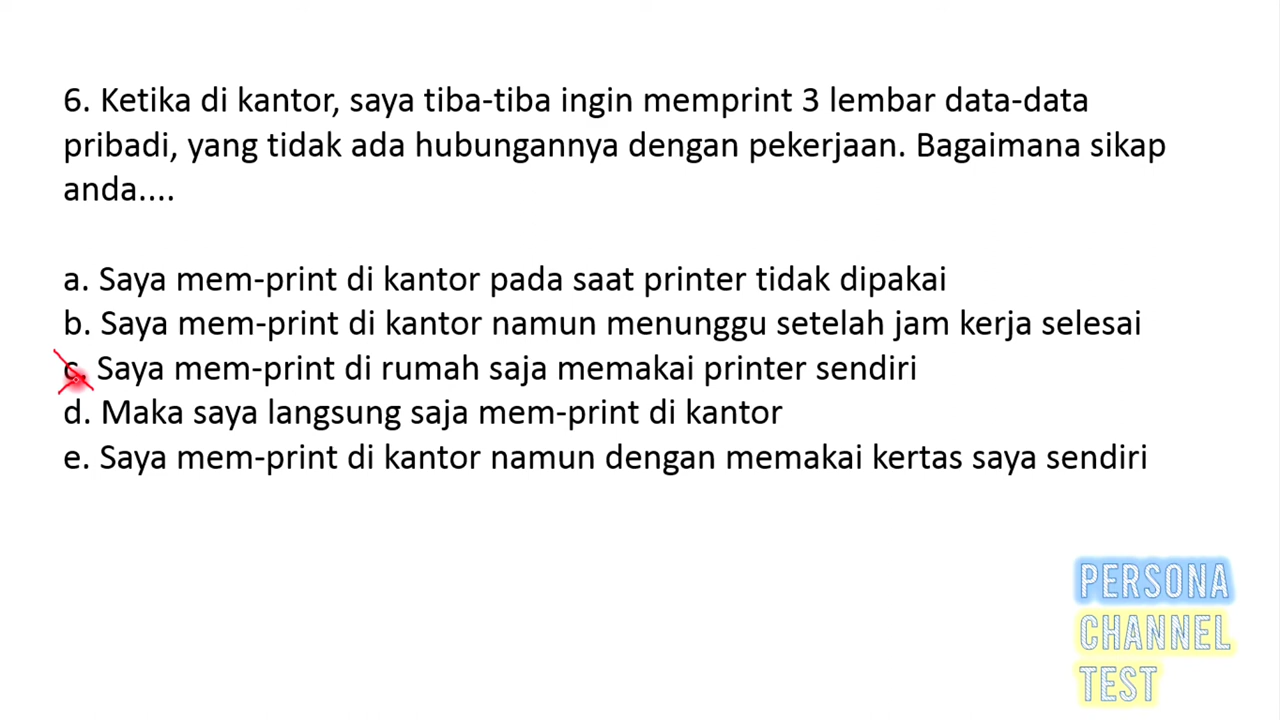 6. Ketika di kantor, saya tiba-tiba ingin memprint 3 lembar data-data
pribadi, yang tidak ada hubungannya dengan pekerjaan. Bagaimana sikap
anda....
a. Saya mem-print di kantor pada saat printer tidak dipakai
b. Saya mem-print di kantor namun menunggu setelah jam kerja selesai
c. Saya mem-print di rumah saja memakai printer sendiri
d. Maka saya langsung saja mem-print di kantor
e. Saya mem-print di kantor namun dengan memakai kertas saya sendiri
PERSONA
CHANNEL
TEST